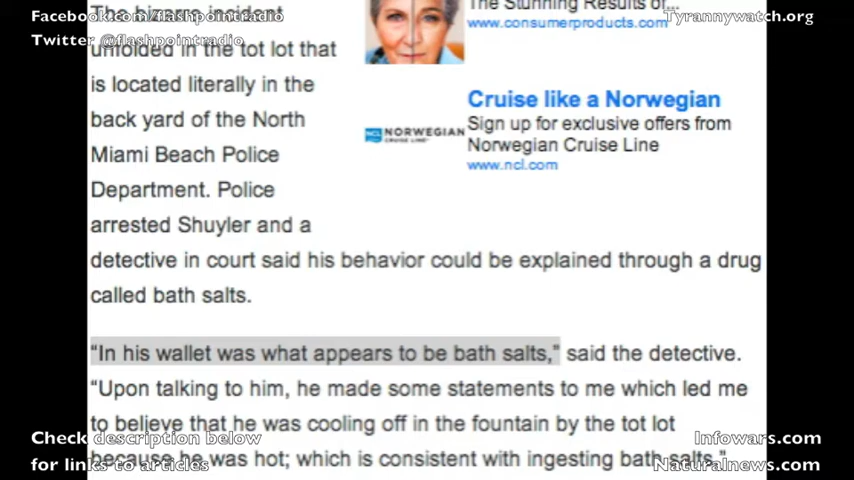 Facebook.com/flashpointradio
Twitter @flashpointradio
Tyrannywatch.org
The bizarre incident
unfolded in the tot lot that
is located literally in the
back yard of the North
Miami Beach Police
Department. Police
arrested Shuyler and a
detective in court said his behavior could be explained through a drug
called bath salts.
The Stunning Results of...
www.consumerproducts.com
Cruise like a Norwegian
NCL NORWEGIAN
CRUISE LINE
Sign up for exclusive offers from
Norwegian Cruise Line
www.ncl.com
“In his wallet was what appears to be bath salts,” said the detective.
“Upon talking to him, he made some statements to me which led me
to believe that he was cooling off in the fountain by the tot lot
because he was hot; which is consistent with ingesting bath salts.”
Check description below
for links to articles
Infowars.com
Naturalnews.com